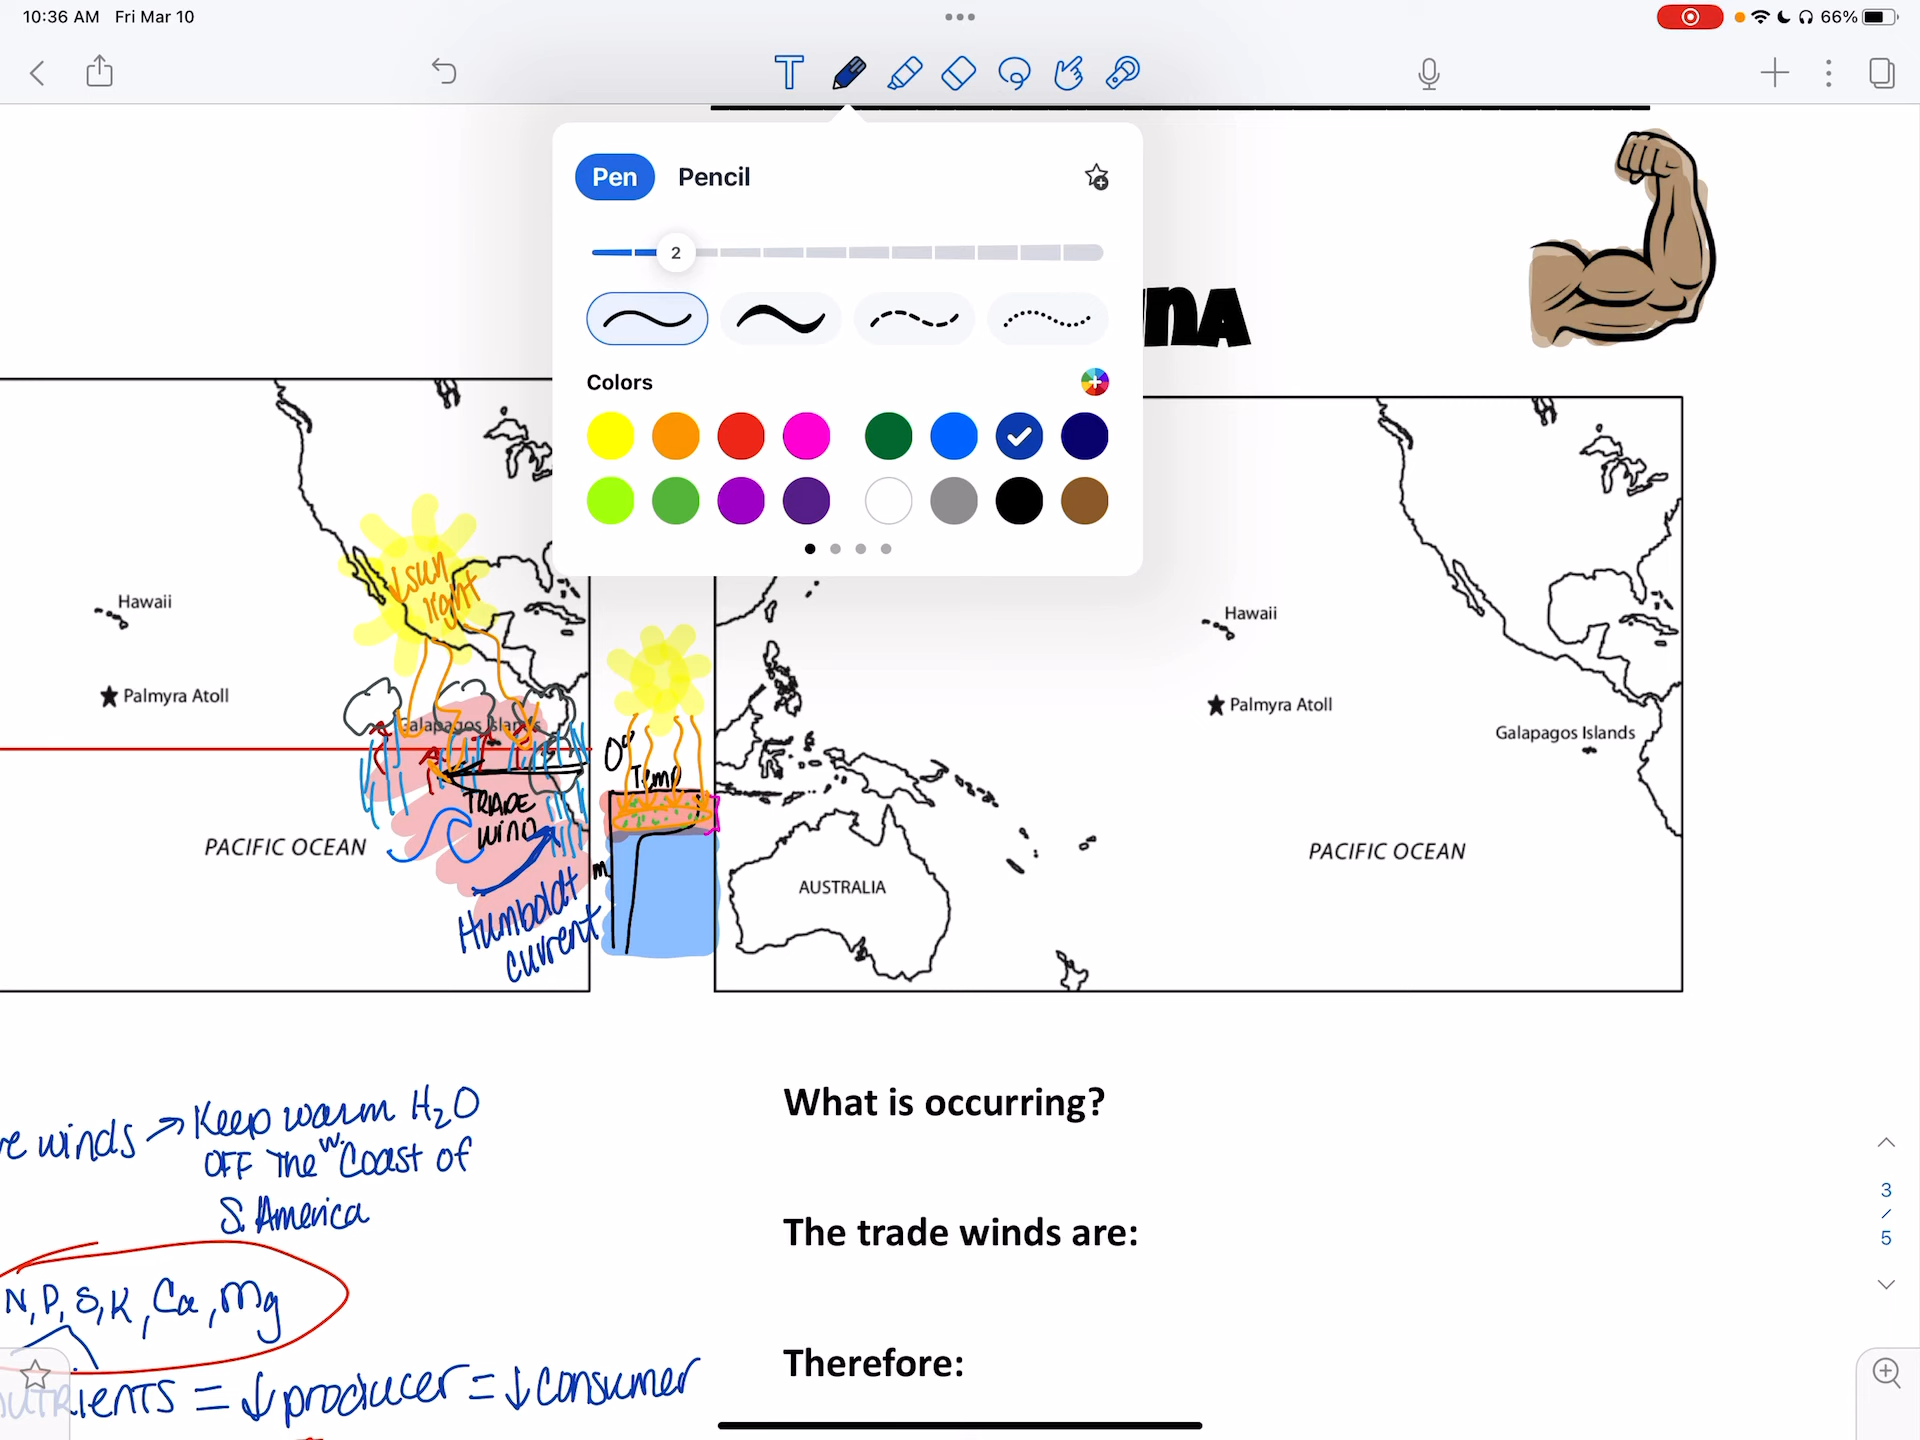 10:36 AM Fri Mar 10
66%
T
Pen Pencil
2
Colors
NA
Hawaii
Palmyra Atoll
Galapagos Islands
PACIFIC OCEAN
↓sun
light
TRADE
WIND
Humboldt
current
0°
Temp
m
Hawaii
Palmyra Atoll
Galapagos Islands
PACIFIC OCEAN
AUSTRALIA
re winds → Keep warm H₂O
OFF The w. Coast of
S. America
N, P, S, K, Ca, Mg
nutrients = ↓producer = ↓consumer
What is occurring?
The trade winds are:
Therefore:
3
/
5